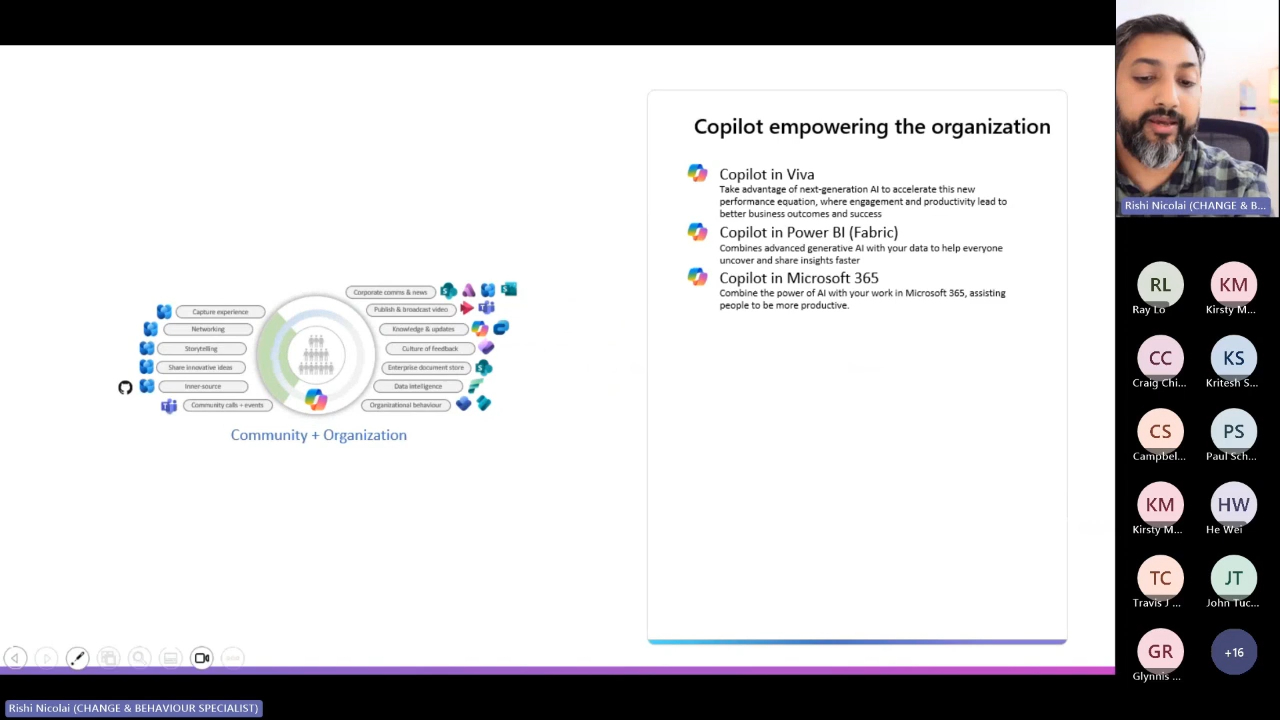 Copilot empowering the organization
Copilot in Viva
Take advantage of next-generation AI to accelerate this new
performance equation, where engagement and productivity lead to
better business outcomes and success
Copilot in Power BI (Fabric)
Combines advanced generative AI with your data to help everyone
uncover and share insights faster
Copilot in Microsoft 365
Combine the power of AI with your work in Microsoft 365, assisting
people to be more productive.
Capture experience
Networking
Storytelling
Share innovative ideas
Inner-source
Community calls + events
Corporate comms & news
Publish & broadcast video
Knowledge & updates
Culture of feedback
Enterprise document store
Data intelligence
Organizational behaviour
Community + Organization
Rishi Nicolai (CHANGE & B...
RL
Ray Lo
KM
Kirsty M...
CC
Craig Chi...
KS
Kritesh S...
CS
Campbel...
PS
Paul Sch...
KM
Kirsty M...
HW
He Wei
TC
Travis J ...
JT
John Tuc...
GR
Glynnis ...
+16
Rishi Nicolai (CHANGE & BEHAVIOUR SPECIALIST)